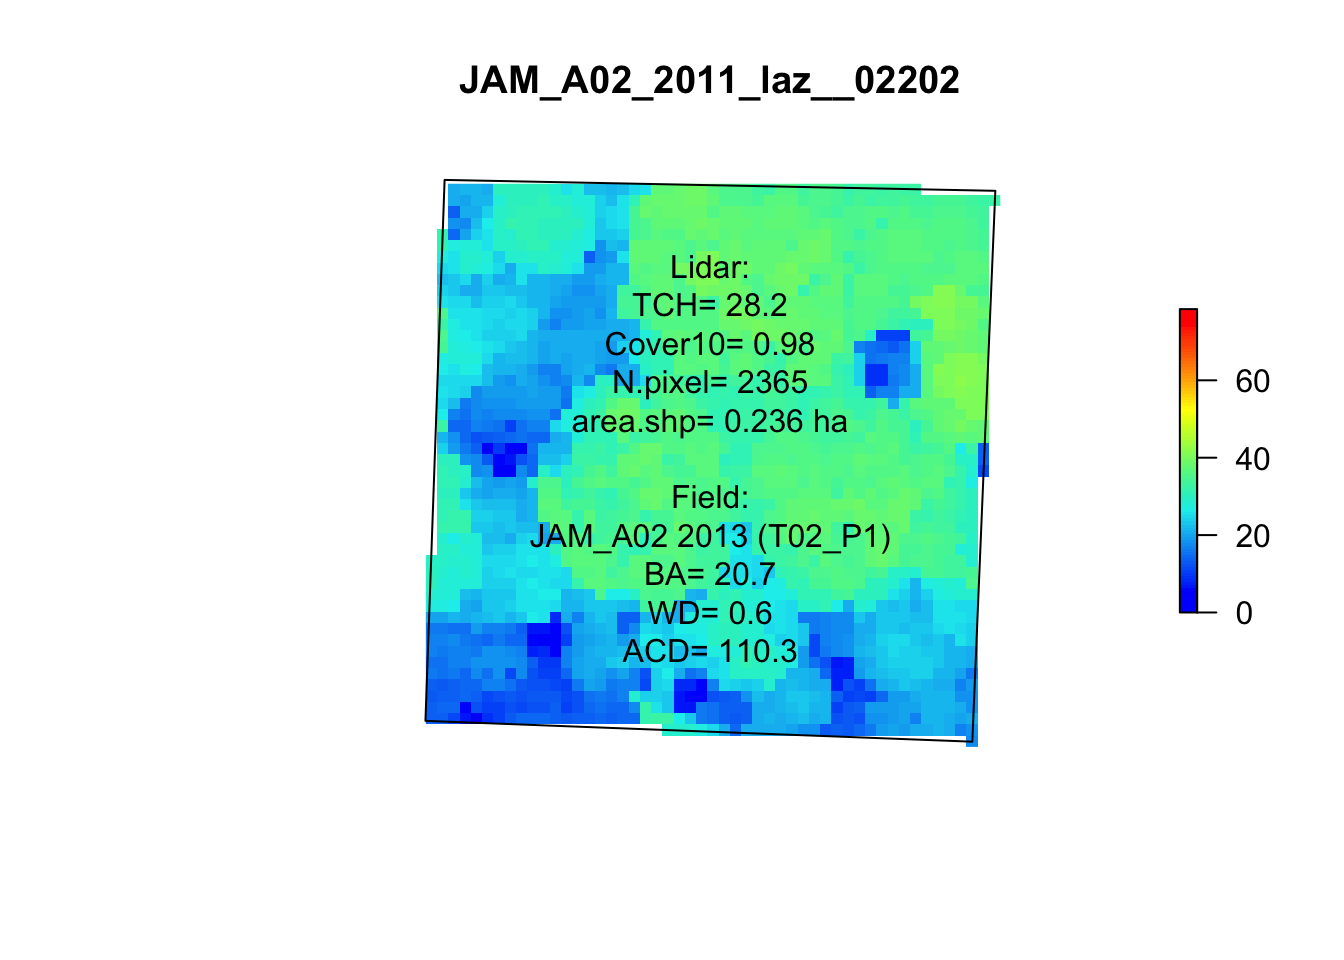 JAM_A02_2011_laz__02202
Lidar:
TCH= 28.2
Cover10= 0.98
N.pixel= 2365
area.shp= 0.236 ha
Field:
JAM_A02 2013 (T02_P1)
BA= 20.7
WD= 0.6
ACD= 110.3
60
40
20
0